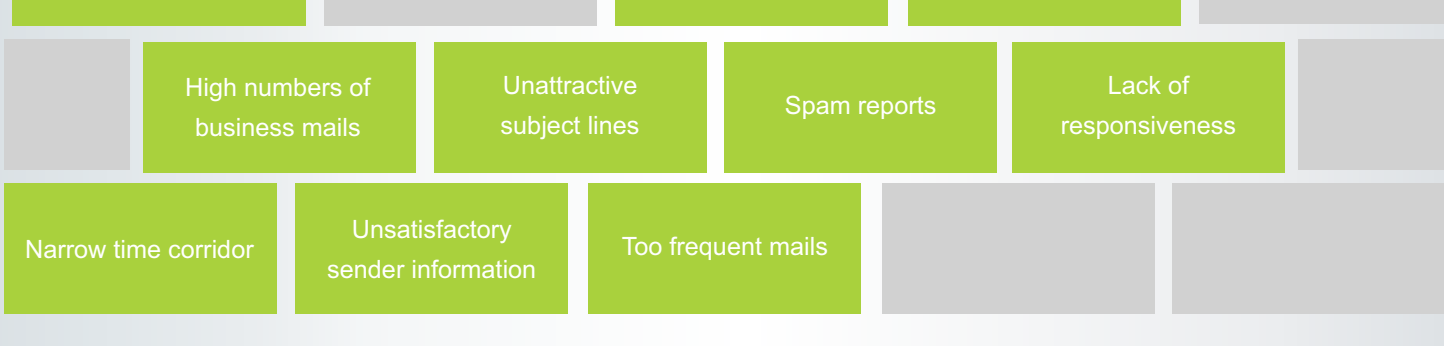 High numbers of
business mails
Unattractive
subject lines
Spam reports
Lack of
responsiveness
Narrow time corridor
Unsatisfactory
sender information
Too frequent mails